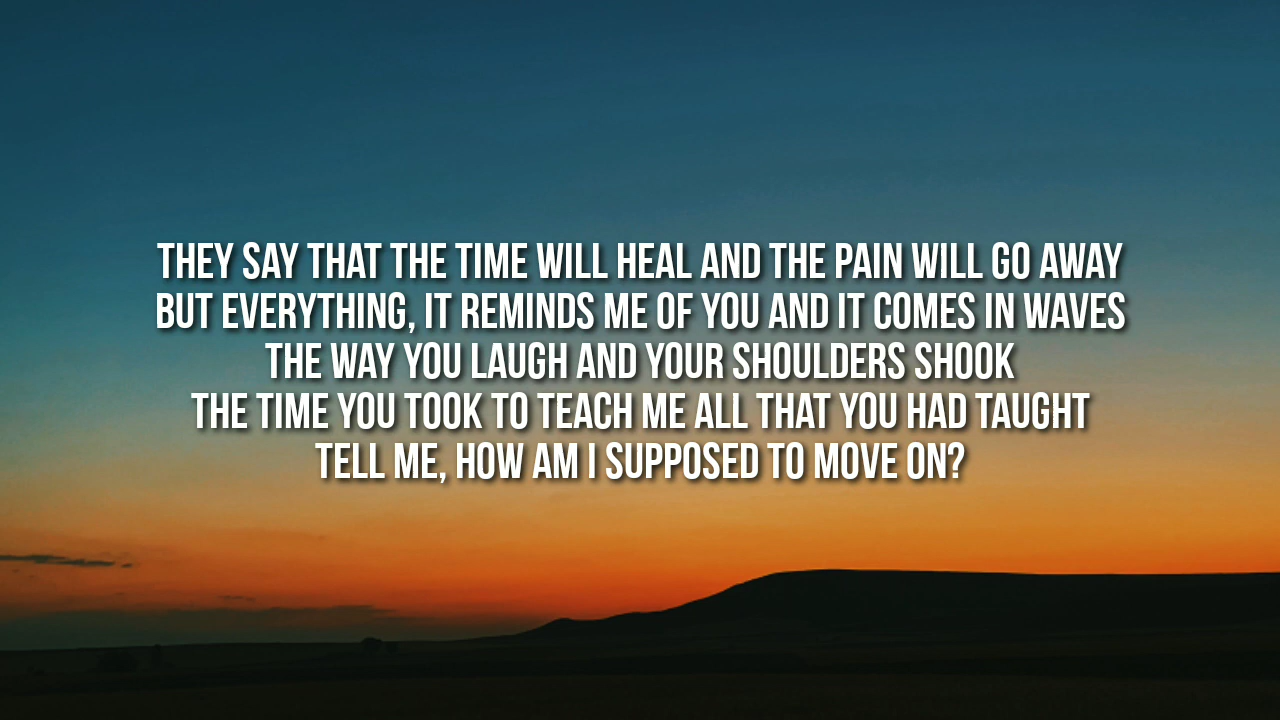 THEY SAY THAT THE TIME WILL HEAL AND THE PAIN WILL GO AWAY
BUT EVERYTHING, IT REMINDS ME OF YOU AND IT COMES IN WAVES
THE WAY YOU LAUGH AND YOUR SHOULDERS SHOOK
THE TIME YOU TOOK TO TEACH ME ALL THAT YOU HAD TAUGHT
TELL ME, HOW AM I SUPPOSED TO MOVE ON?